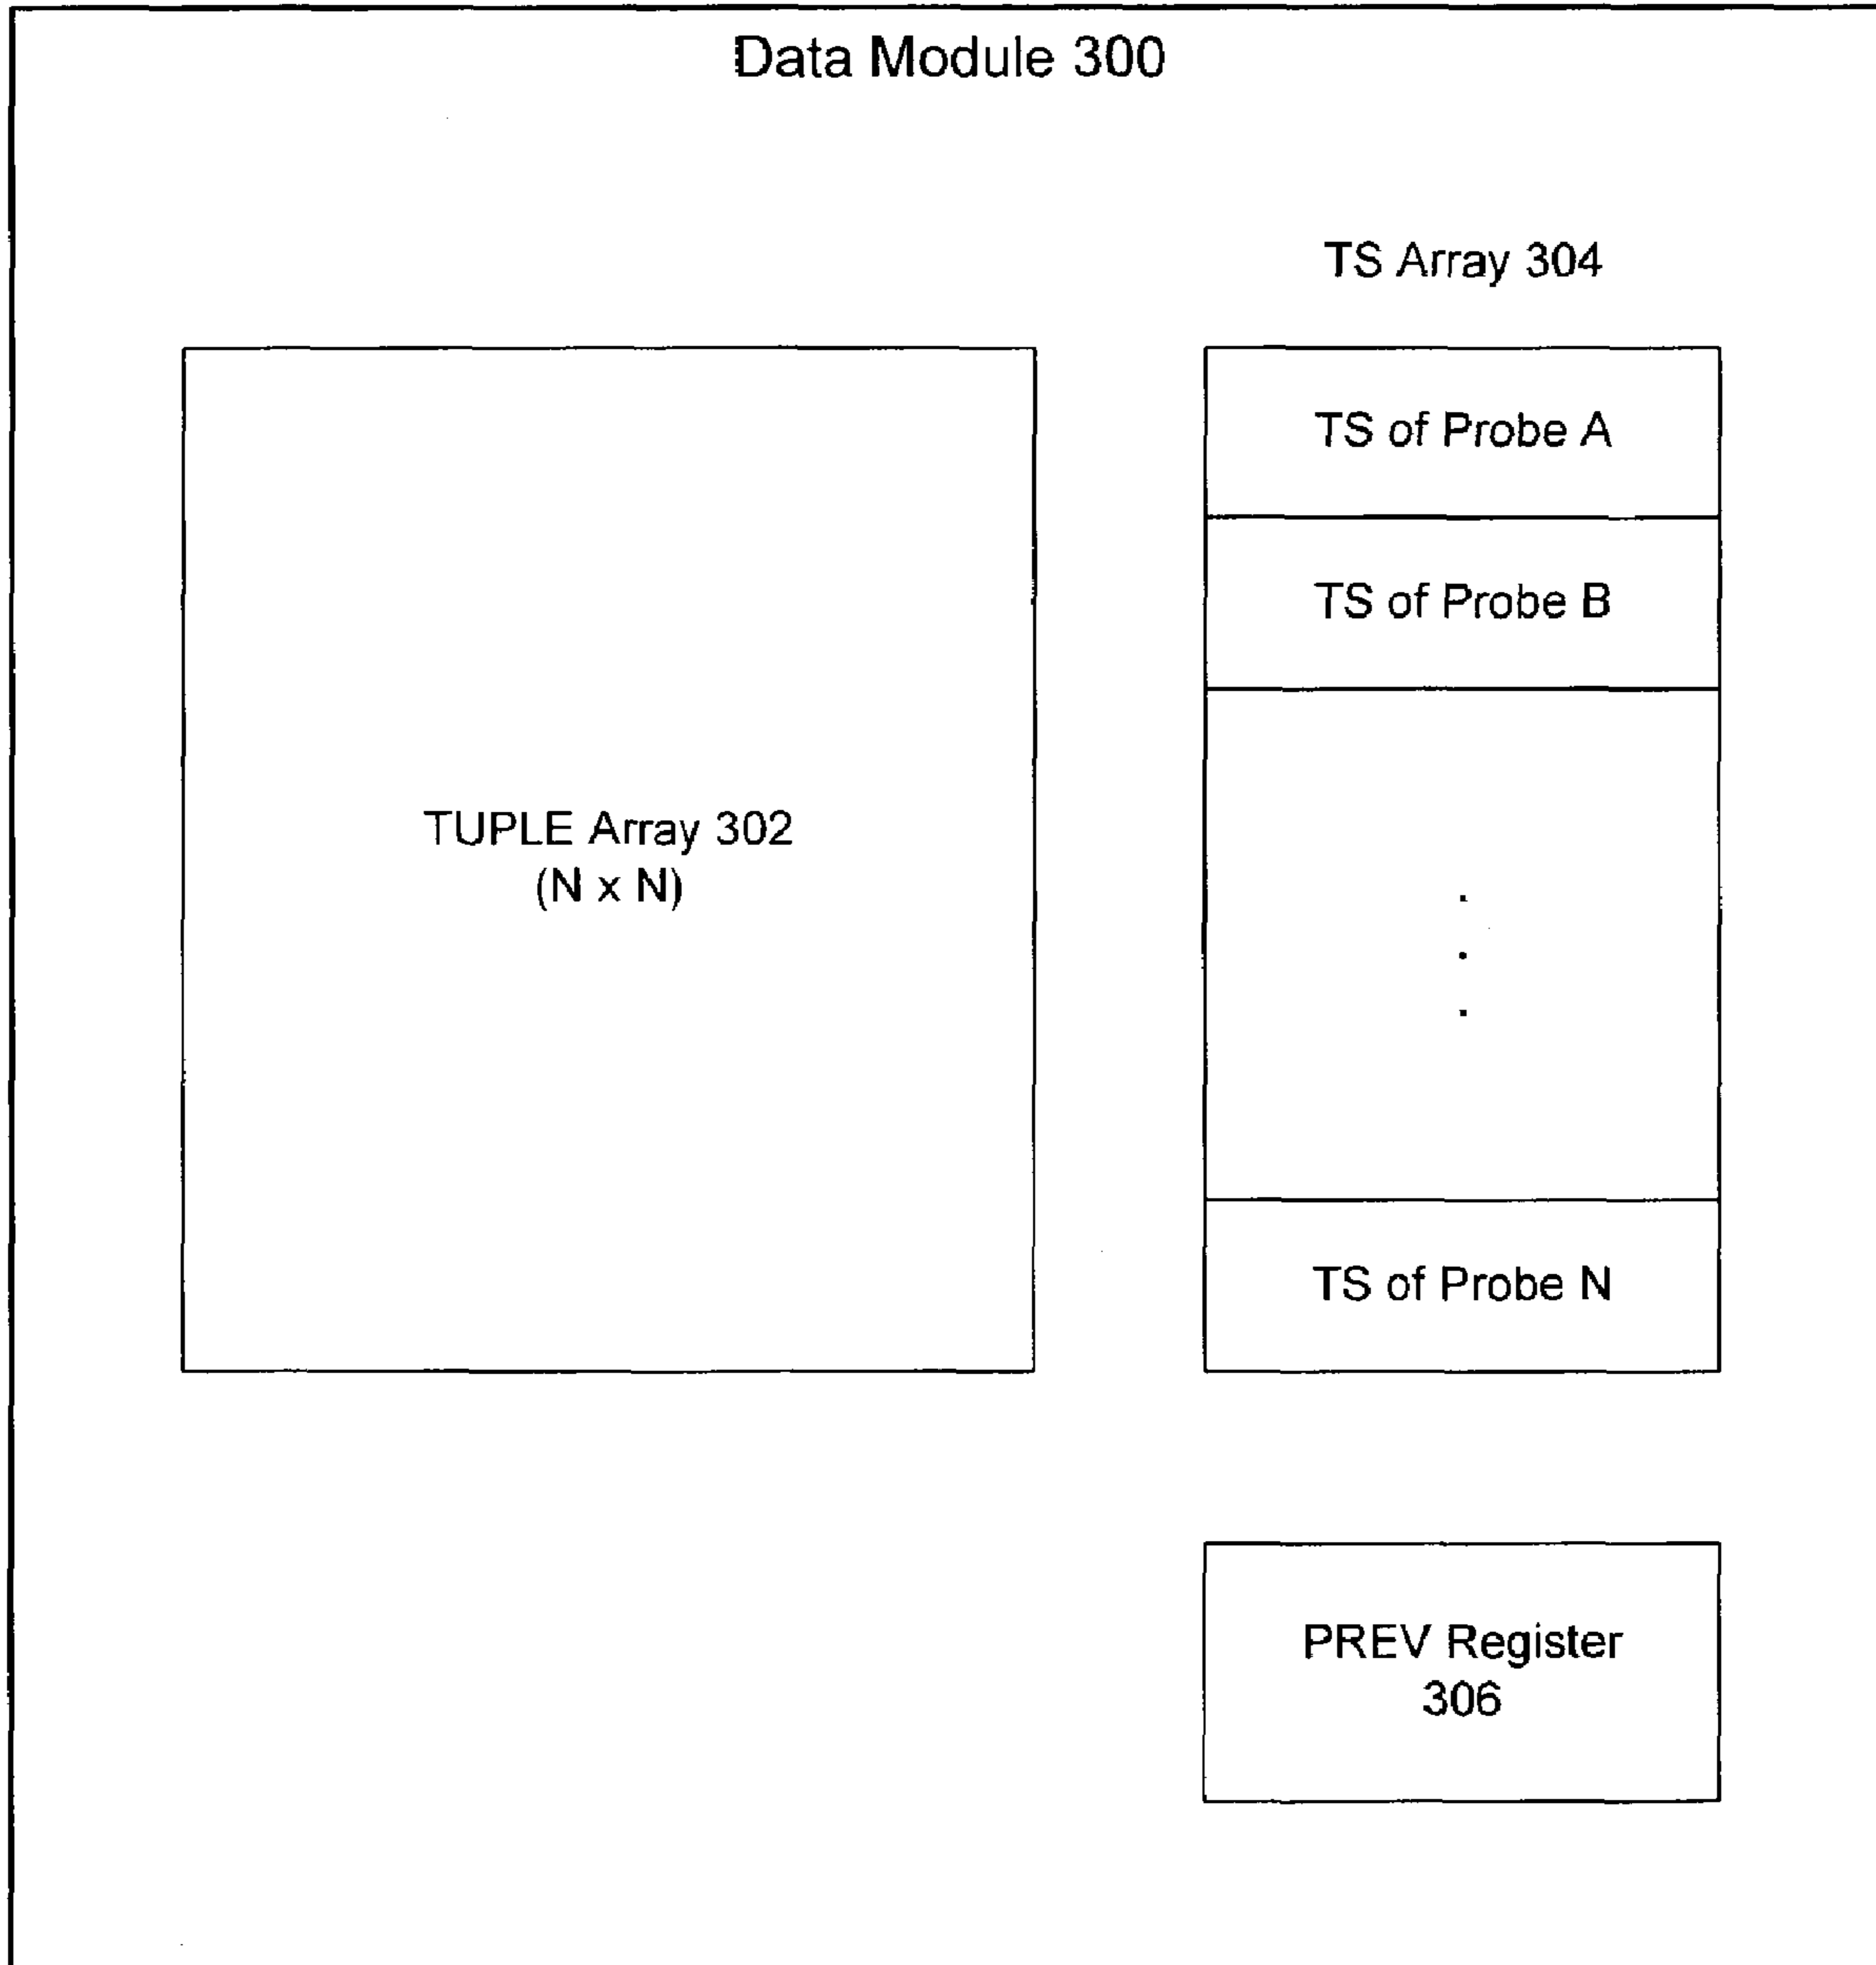 Data Module 300
TS Array 304
TS of Probe A
TS of Probe B
TUPLE Array 302
(N x N)
.
.
.
TS of Probe N
PREV Register
306